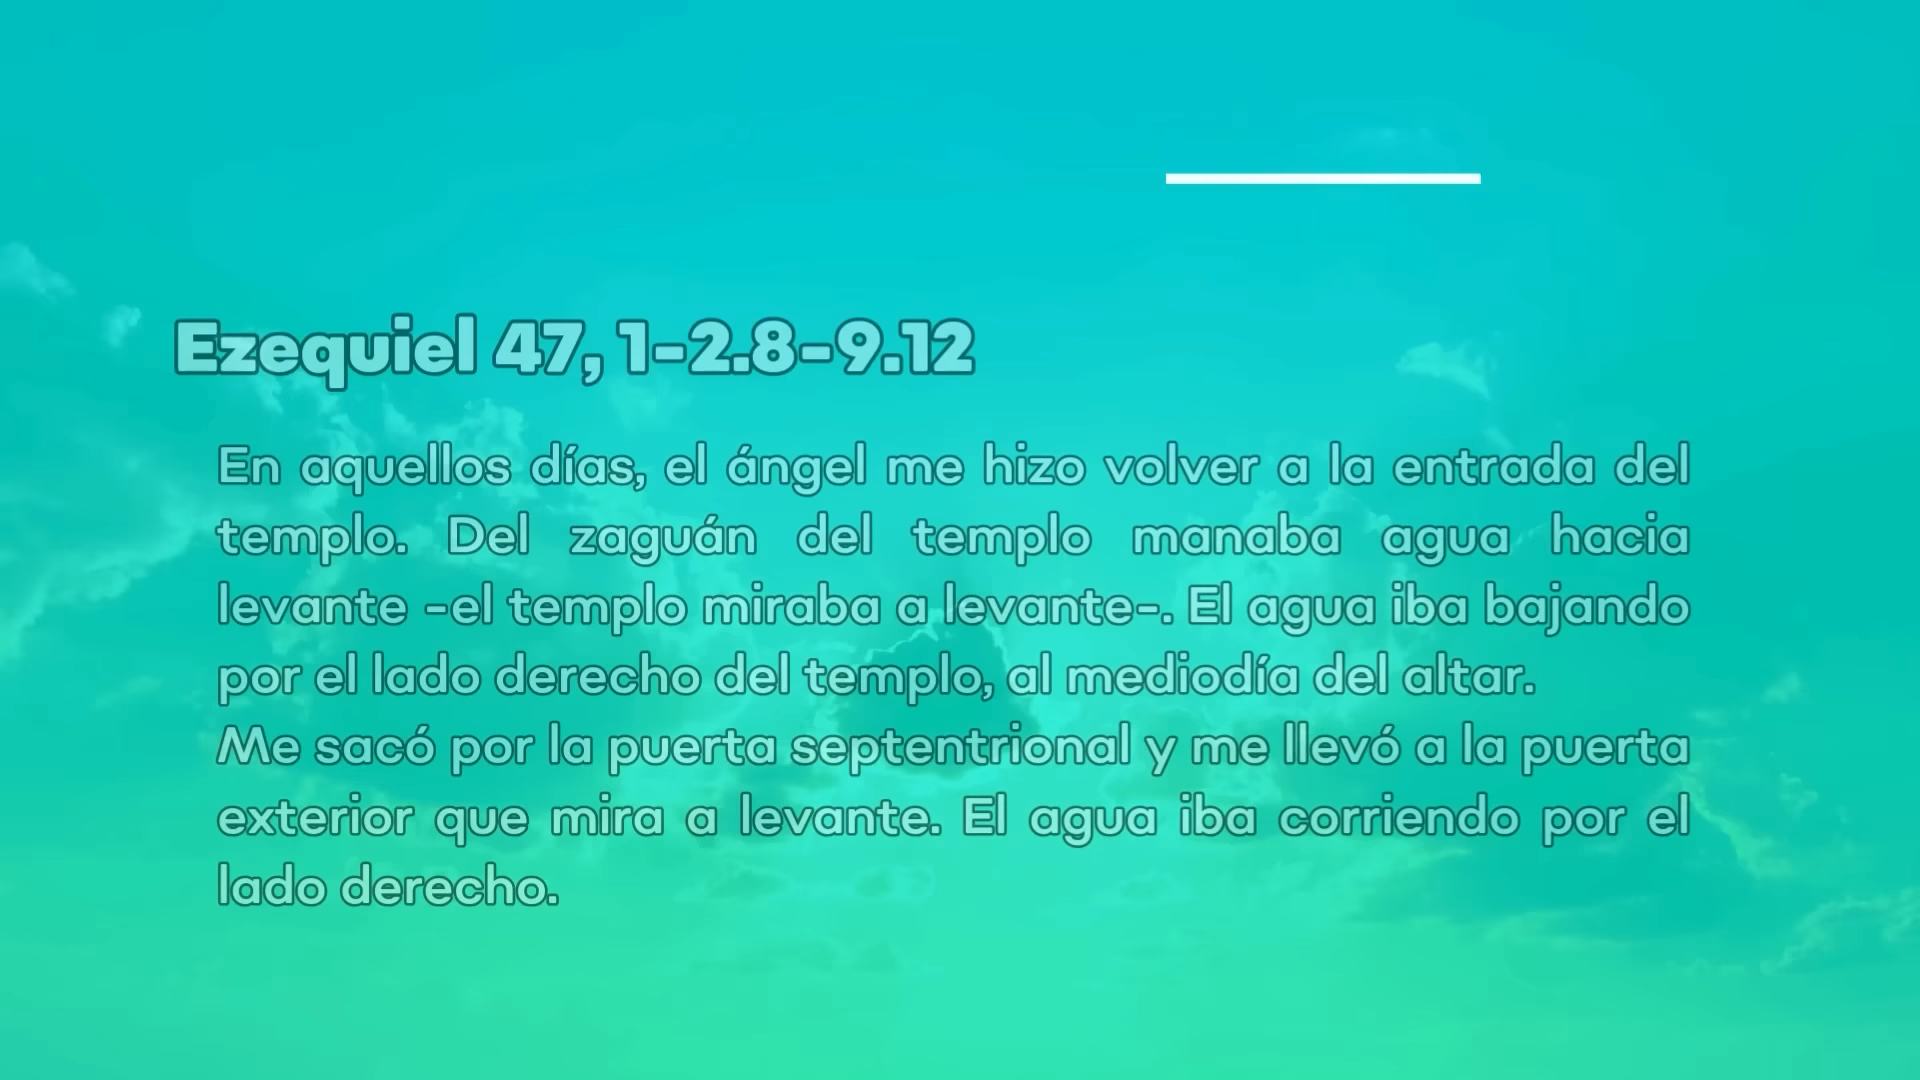 Ezequiel 47, 1-2.8-9.12
En aquellos días, el ángel me hizo volver a la entrada del
templo. Del zaguán del templo manaba agua hacia
levante -el templo miraba a levante-. El agua iba bajando
por el lado derecho del templo, al mediodía del altar.
Me sacó por la puerta septentrional y me llevó a la puerta
exterior que mira a levante. El agua iba corriendo por el
lado derecho.